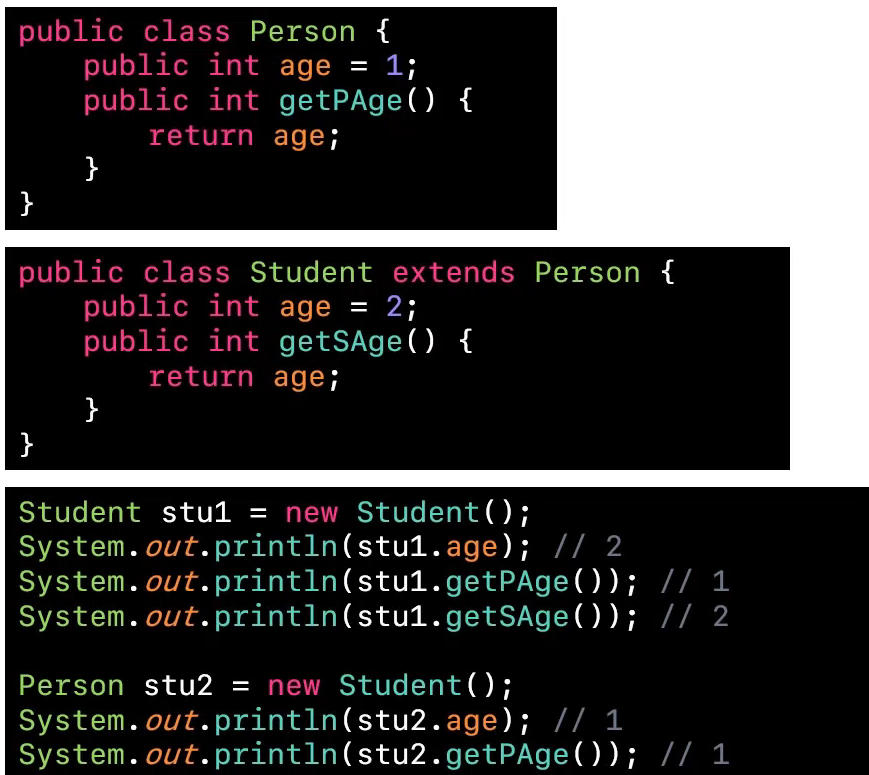 public class Person {
    public int age = 1;
    public int getPAge() {
        return age;
    }
}
public class Student extends Person {
    public int age = 2;
    public int getSAge() {
        return age;
    }
}
Student stu1 = new Student();
System.out.println(stu1.age); // 2
System.out.println(stu1.getPAge()); // 1
System.out.println(stu1.getSAge()); // 2

Person stu2 = new Student();
System.out.println(stu2.age); // 1
System.out.println(stu2.getPAge()); // 1